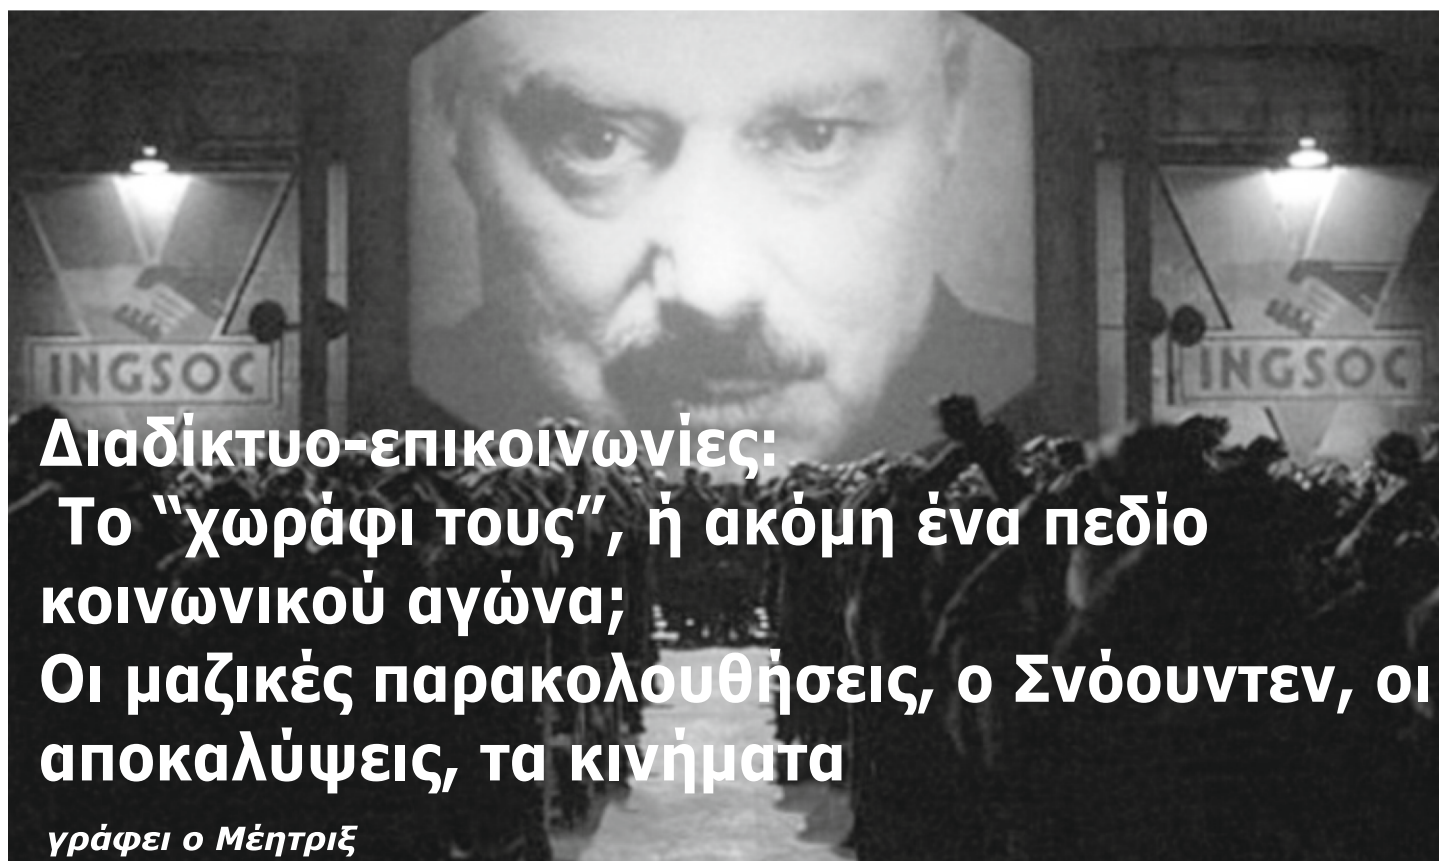 INGSOC
INGSOC
Διαδίκτυο-επικοινωνίες:
Το “χωράφι τους”, ή ακόμη ένα πεδίο
κοινωνικού αγώνα;
Οι μαζικές παρακολουθήσεις, ο Σνόουντεν, οι
αποκαλύψεις, τα κινήματα
γράφει ο Μέητριξ